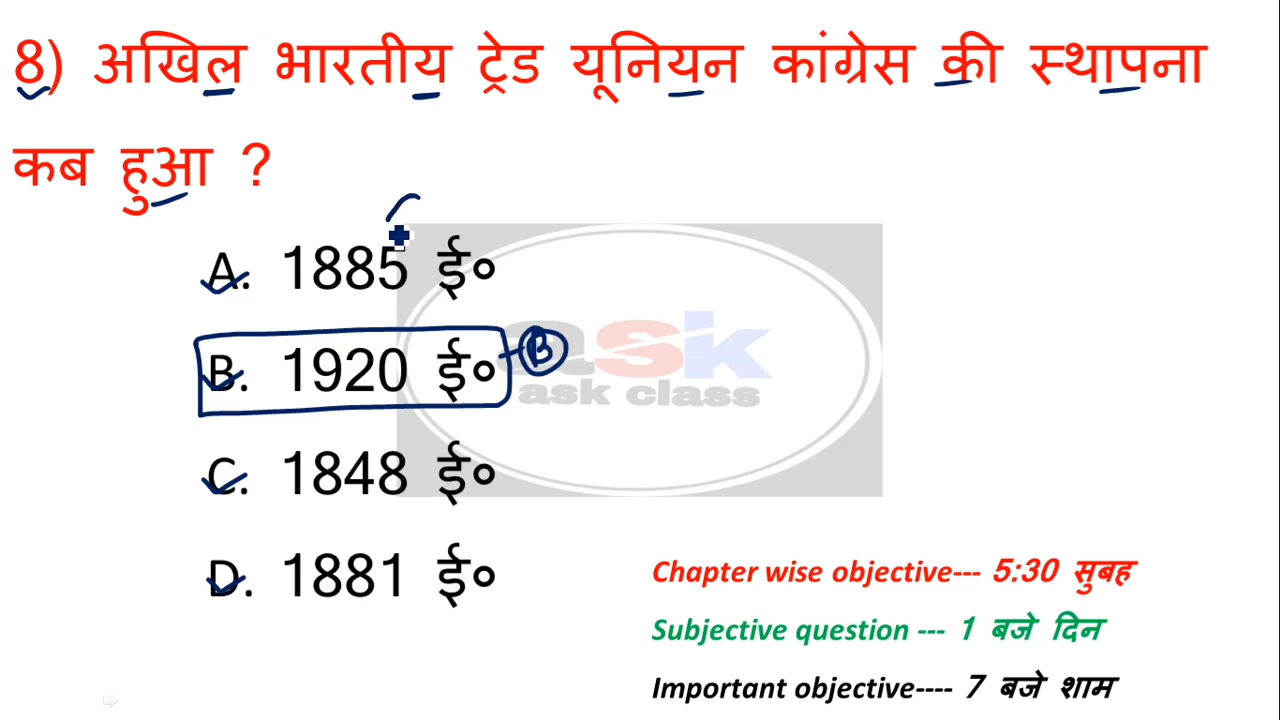 8) अखिल भारतीय ट्रेड यूनियन कांग्रेस की स्थापना
कब हुआ ?
A. 1885 ई०
B. 1920 ई० B
C. 1848 ई०
D. 1881 ई०
ask
ask class
Chapter wise objective--- 5:30 सुबह
Subjective question --- 1 बजे दिन
Important objective---- 7 बजे शाम